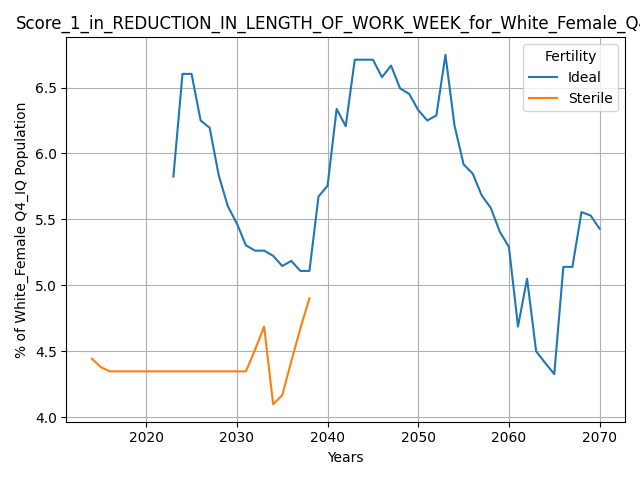 Score_1_in_REDUCTION_IN_LENGTH_OF_WORK_WEEK_for_White_Female_Q4
Fertility
Ideal
Sterile
% of White_Female Q4_IQ Population
6.5
6.0
5.5
5.0
4.5
4.0
2020 2030 2040 2050 2060 2070
Years